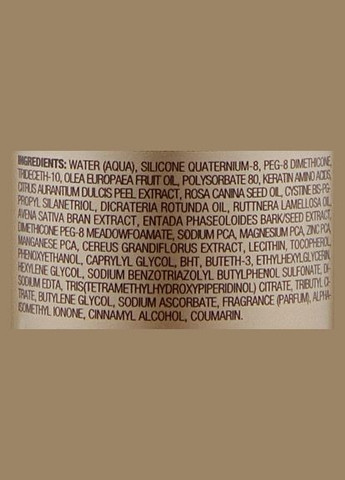 INGREDIENTS: WATER (AQUA), SILICONE QUATERNIUM-8, PEG-8 DIMETHICONE,
TRIDECETH-10, OLEA EUROPAEA FRUIT OIL, POLYSORBATE 80, KERATIN AMINO ACIDS,
CITRUS AURANTIUM DULCIS PEEL EXTRACT, ROSA CANINA SEED OIL, CYSTINE BIS-PG-
PROPYL SILANETRIOL, DICRATERIA ROTUNDA OIL, RUTTNERA LAMELLOSA OIL,
AVENA SATIVA BRAN EXTRACT, ENTADA PHASEOLOIDES BARK/SEED EXTRACT,
DIMETHICONE PEG-8 MEADOWFOAMATE, SODIUM PCA, MAGNESIUM PCA, ZINC PCA,
MANGANESE PCA, CEREUS GRANDIFLORUS EXTRACT, LECITHIN, TOCOPHEROL,
PHENOXYETHANOL, CAPRYLYL GLYCOL, BHT, BUTETH-3, ETHYLHEXYLGLYCERIN,
HEXYLENE GLYCOL, SODIUM BENZOTRIAZOLYL BUTYLPHENOL SULFONATE, DI-
SODIUM EDTA, TRIS(TETRAMETHYLHYDROXYPIPERIDINOL) CITRATE, TRIBUTYL CI-
TRATE, BUTYLENE GLYCOL, SODIUM ASCORBATE, FRAGRANCE (PARFUM), ALPHA-
ISOMETHYL IONONE, CINNAMYL ALCOHOL, COUMARIN.